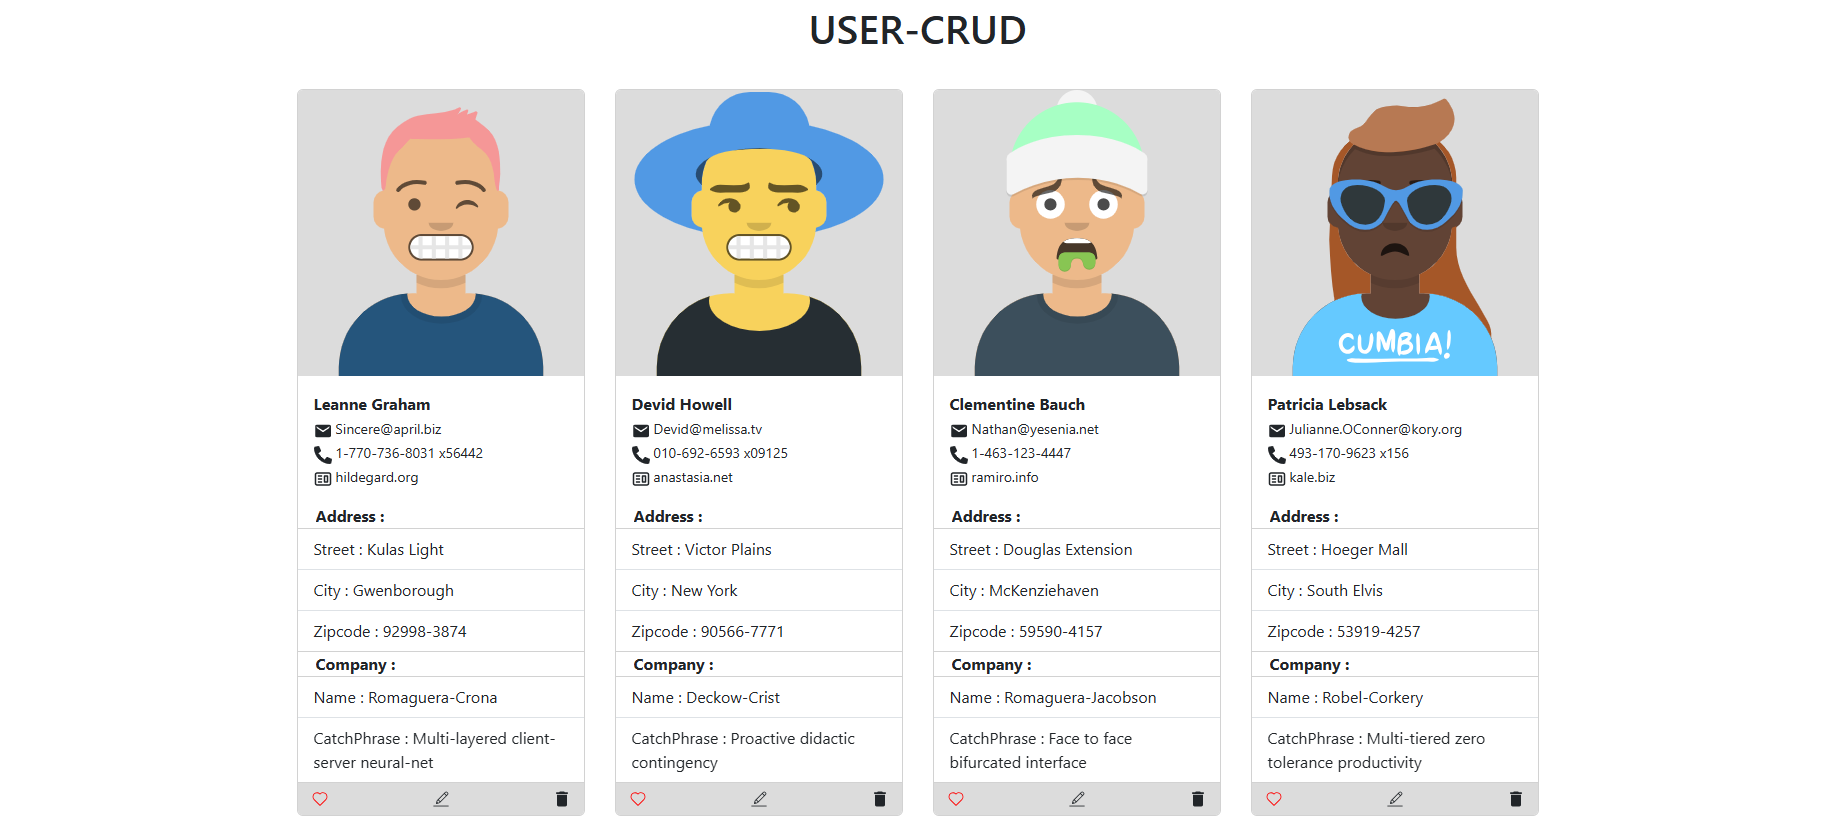 USER-CRUD
CUMBIA!
Leanne Graham
Sincere@april.biz
1-770-736-8031 x56442
hildegard.org
Address :
Street : Kulas Light
City : Gwenborough
Zipcode : 92998-3874
Company :
Name : Romaguera-Crona
CatchPhrase : Multi-layered client-
server neural-net
Devid Howell
Devid@melissa.tv
010-692-6593 x09125
anastasia.net
Address :
Street : Victor Plains
City : New York
Zipcode : 90566-7771
Company :
Name : Deckow-Crist
CatchPhrase : Proactive didactic
contingency
Clementine Bauch
Nathan@yesenia.net
1-463-123-4447
ramiro.info
Address :
Street : Douglas Extension
City : McKenziehaven
Zipcode : 59590-4157
Company :
Name : Romaguera-Jacobson
CatchPhrase : Face to face
bifurcated interface
Patricia Lebsack
Julianne.OConner@kory.org
493-170-9623 x156
kale.biz
Address :
Street : Hoeger Mall
City : South Elvis
Zipcode : 53919-4257
Company :
Name : Robel-Corkery
CatchPhrase : Multi-tiered zero
tolerance productivity